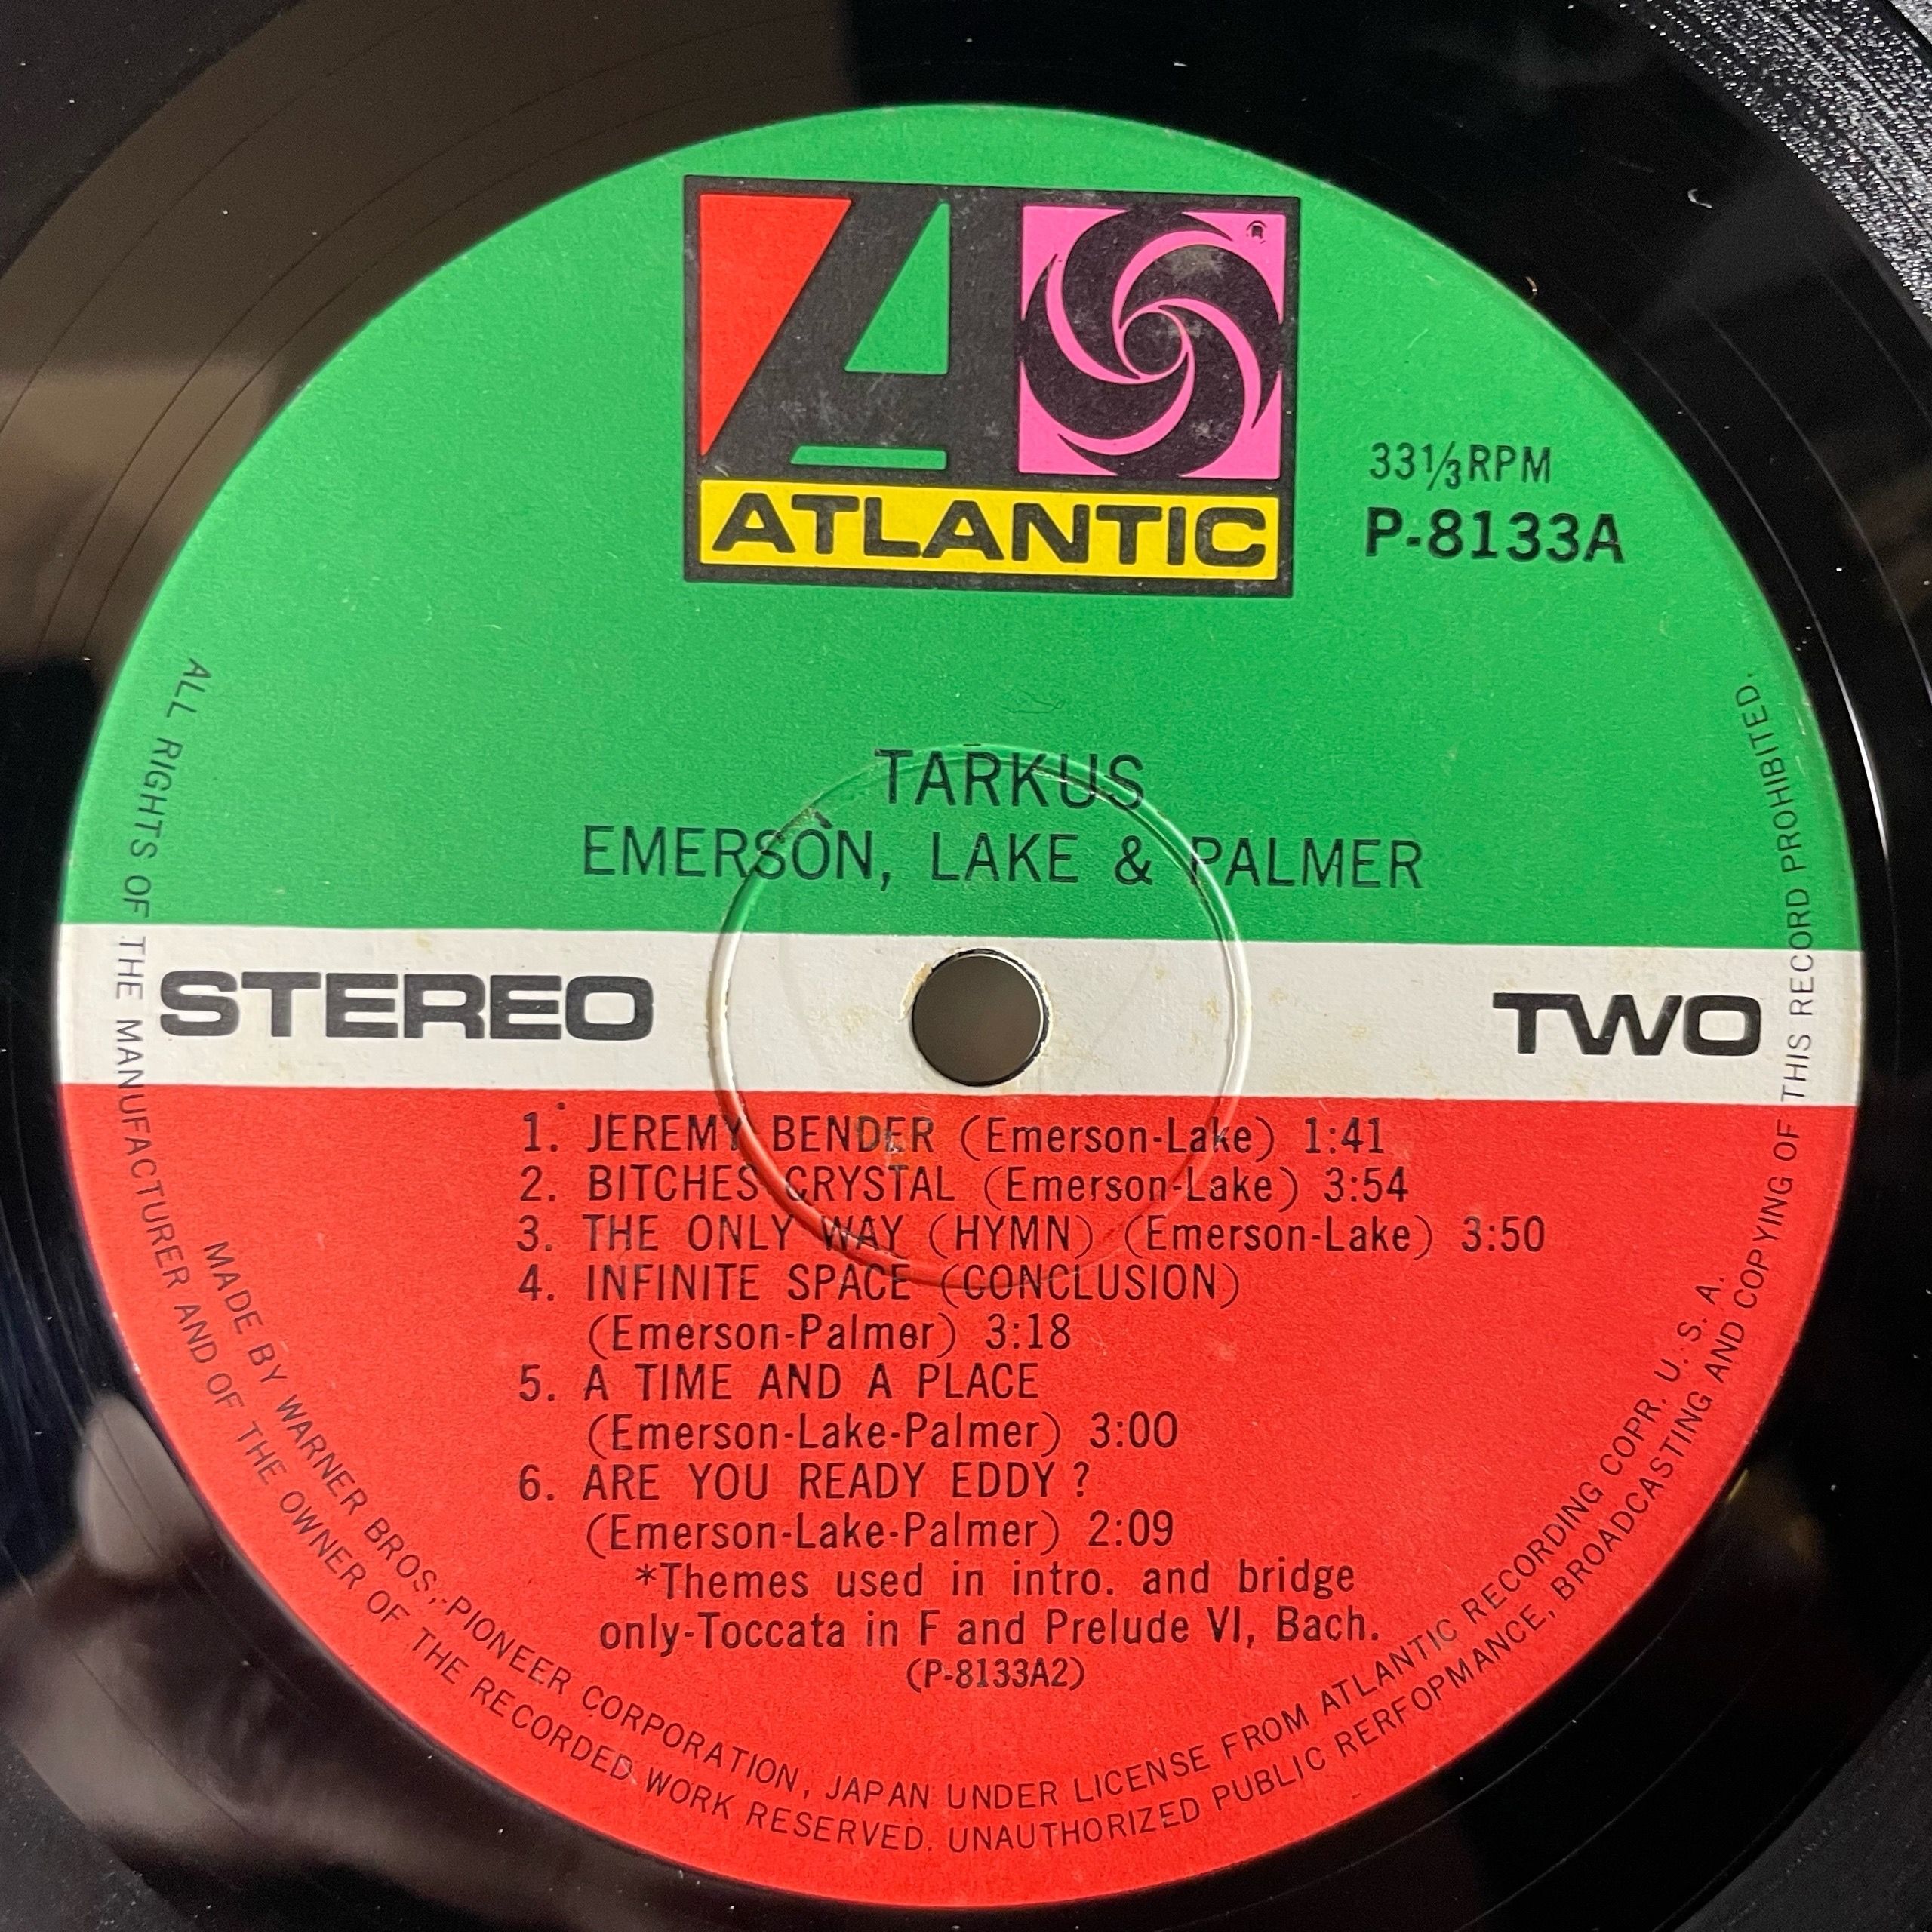 ATLANTIC
®
33⅓RPM
P-8133A
TARKUS
EMERSON, LAKE & PALMER
STEREO
TWO
1. JEREMY BENDER (Emerson-Lake) 1:41
2. BITCHES CRYSTAL (Emerson-Lake) 3:54
3. THE ONLY WAY (HYMN) (Emerson-Lake) 3:50
4. INFINITE SPACE (CONCLUSION)
(Emerson-Palmer) 3:18
5. A TIME AND A PLACE
(Emerson-Lake-Palmer) 3:00
6. ARE YOU READY EDDY?
(Emerson-Lake-Palmer) 2:09
*Themes used in intro. and bridge
only-Toccata in F and Prelude VI, Bach.
(P-8133A2)
MADE BY WARNER BROS,-PIONEER CORPORATION, JAPAN UNDER LICENSE FROM ATLANTIC RECORDING COPR. U. S. A.
ALL RIGHTS OF THE MANUFACTURER AND OF THE OWNER OF THE RECORDED WORK RESERVED. UNAUTHORIZED PUBLIC RERFOPMANCE, BROADCASTING AND COPYING OF THIS RECORD PROHIBITED.